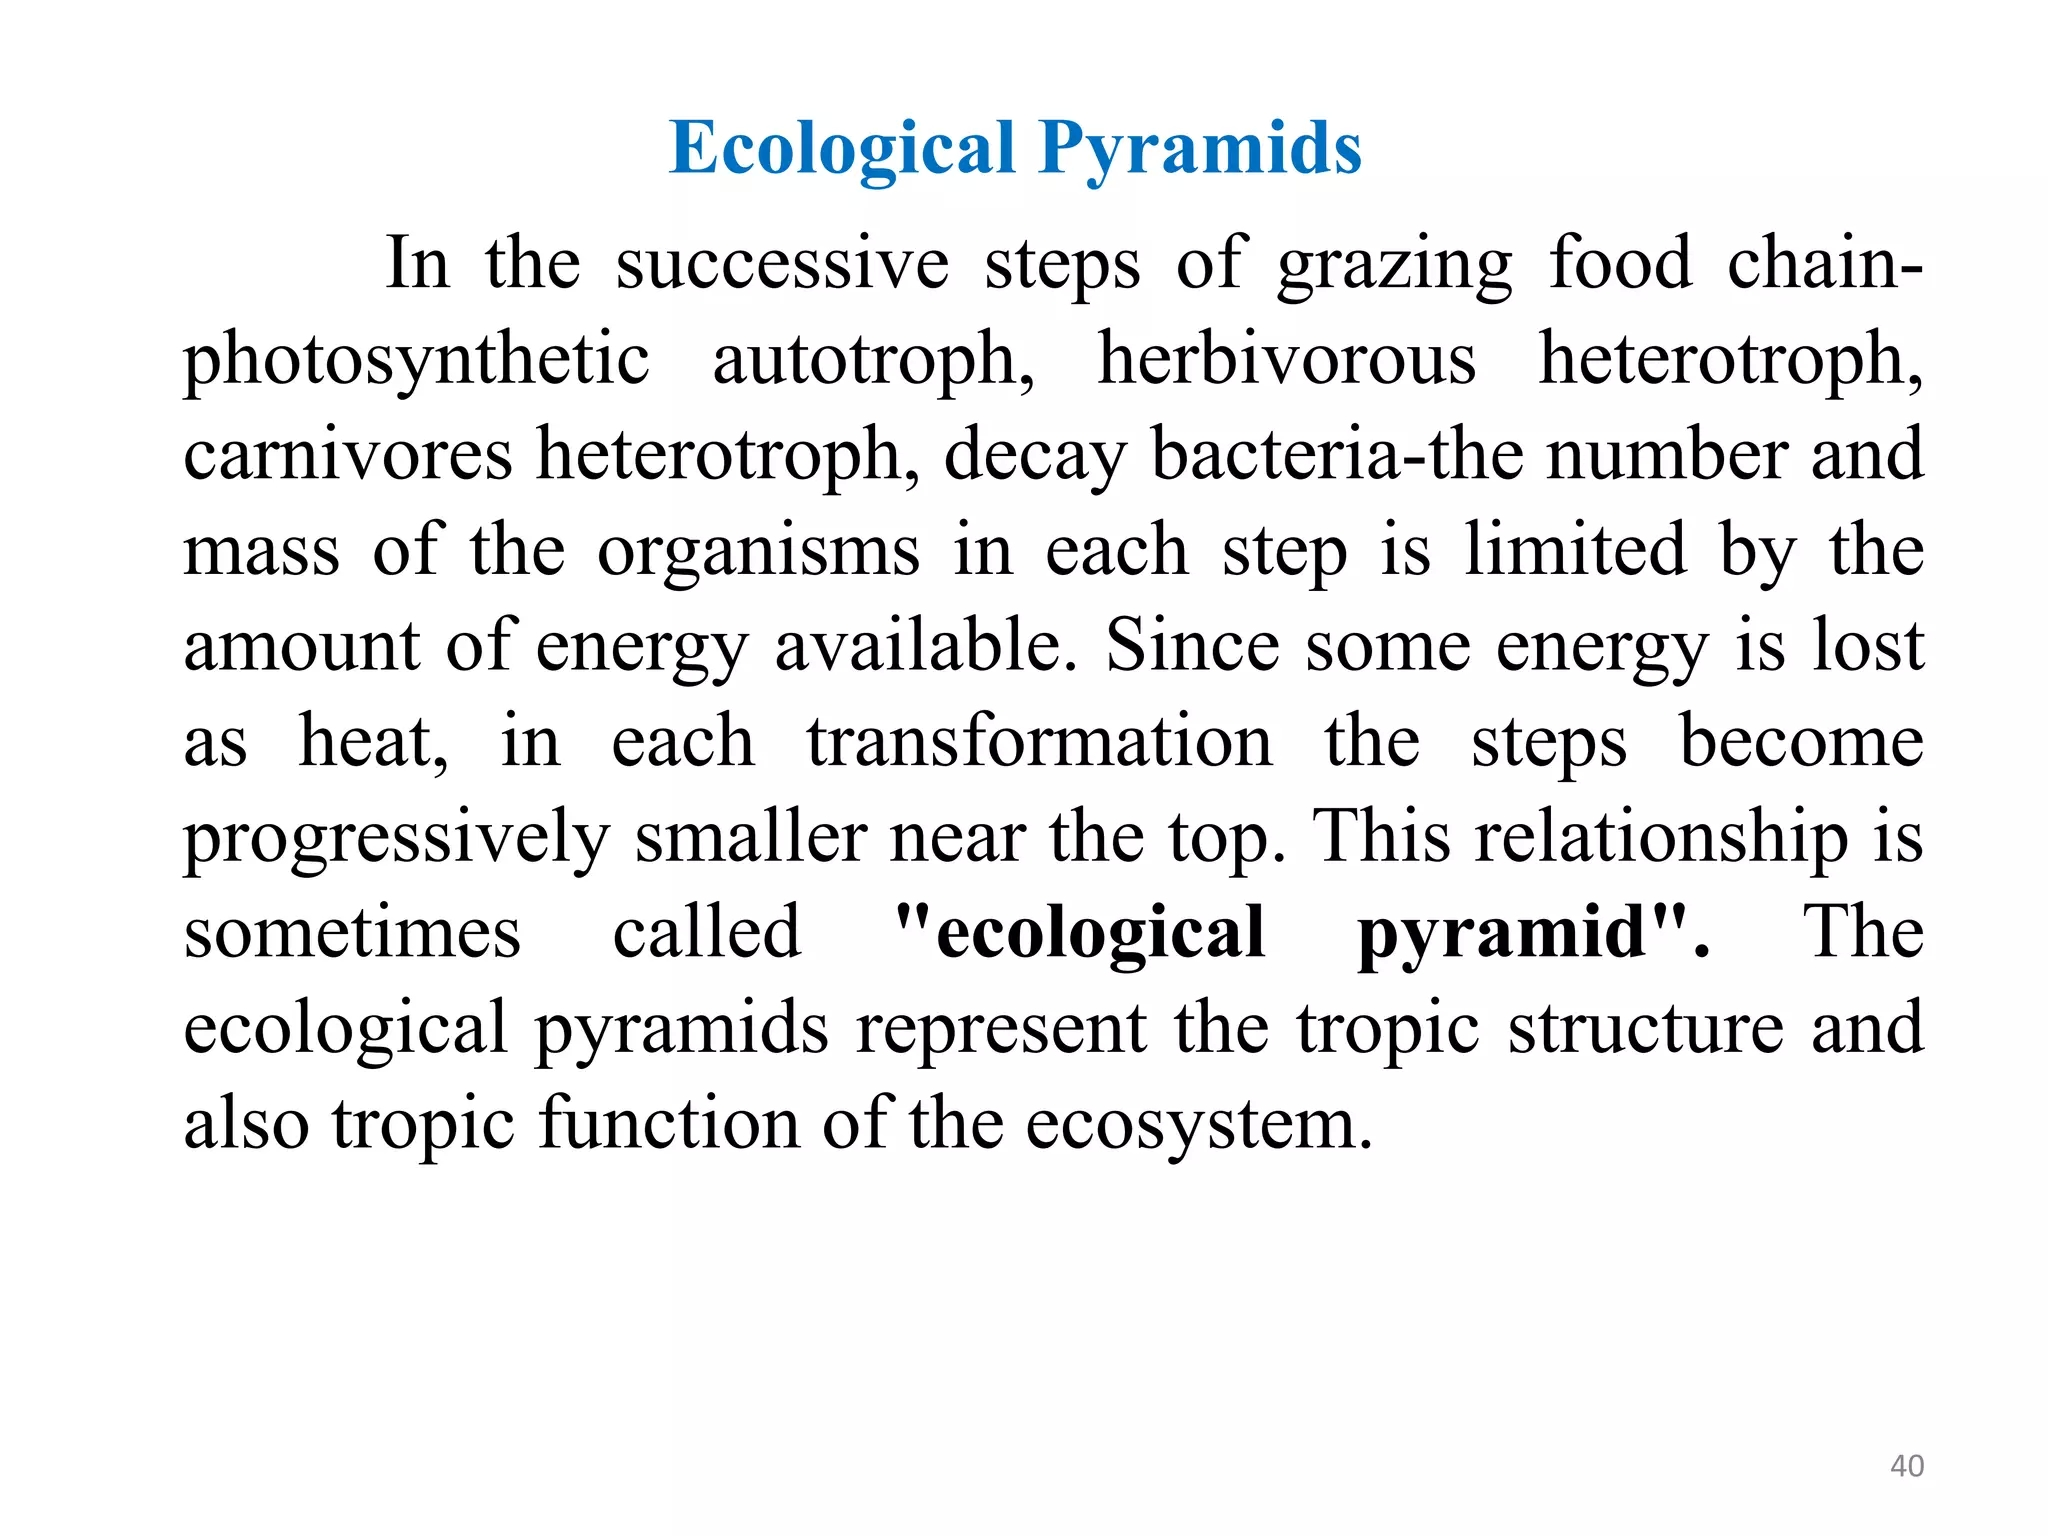 Ecological Pyramids
In the successive steps of grazing food chain-
photosynthetic autotroph, herbivorous heterotroph,
carnivores heterotroph, decay bacteria-the number and
mass of the organisms in each step is limited by the
amount of energy available. Since some energy is lost
as heat, in each transformation the steps become
progressively smaller near the top. This relationship is
sometimes called "ecological pyramid". The
ecological pyramids represent the tropic structure and
also tropic function of the ecosystem.
40